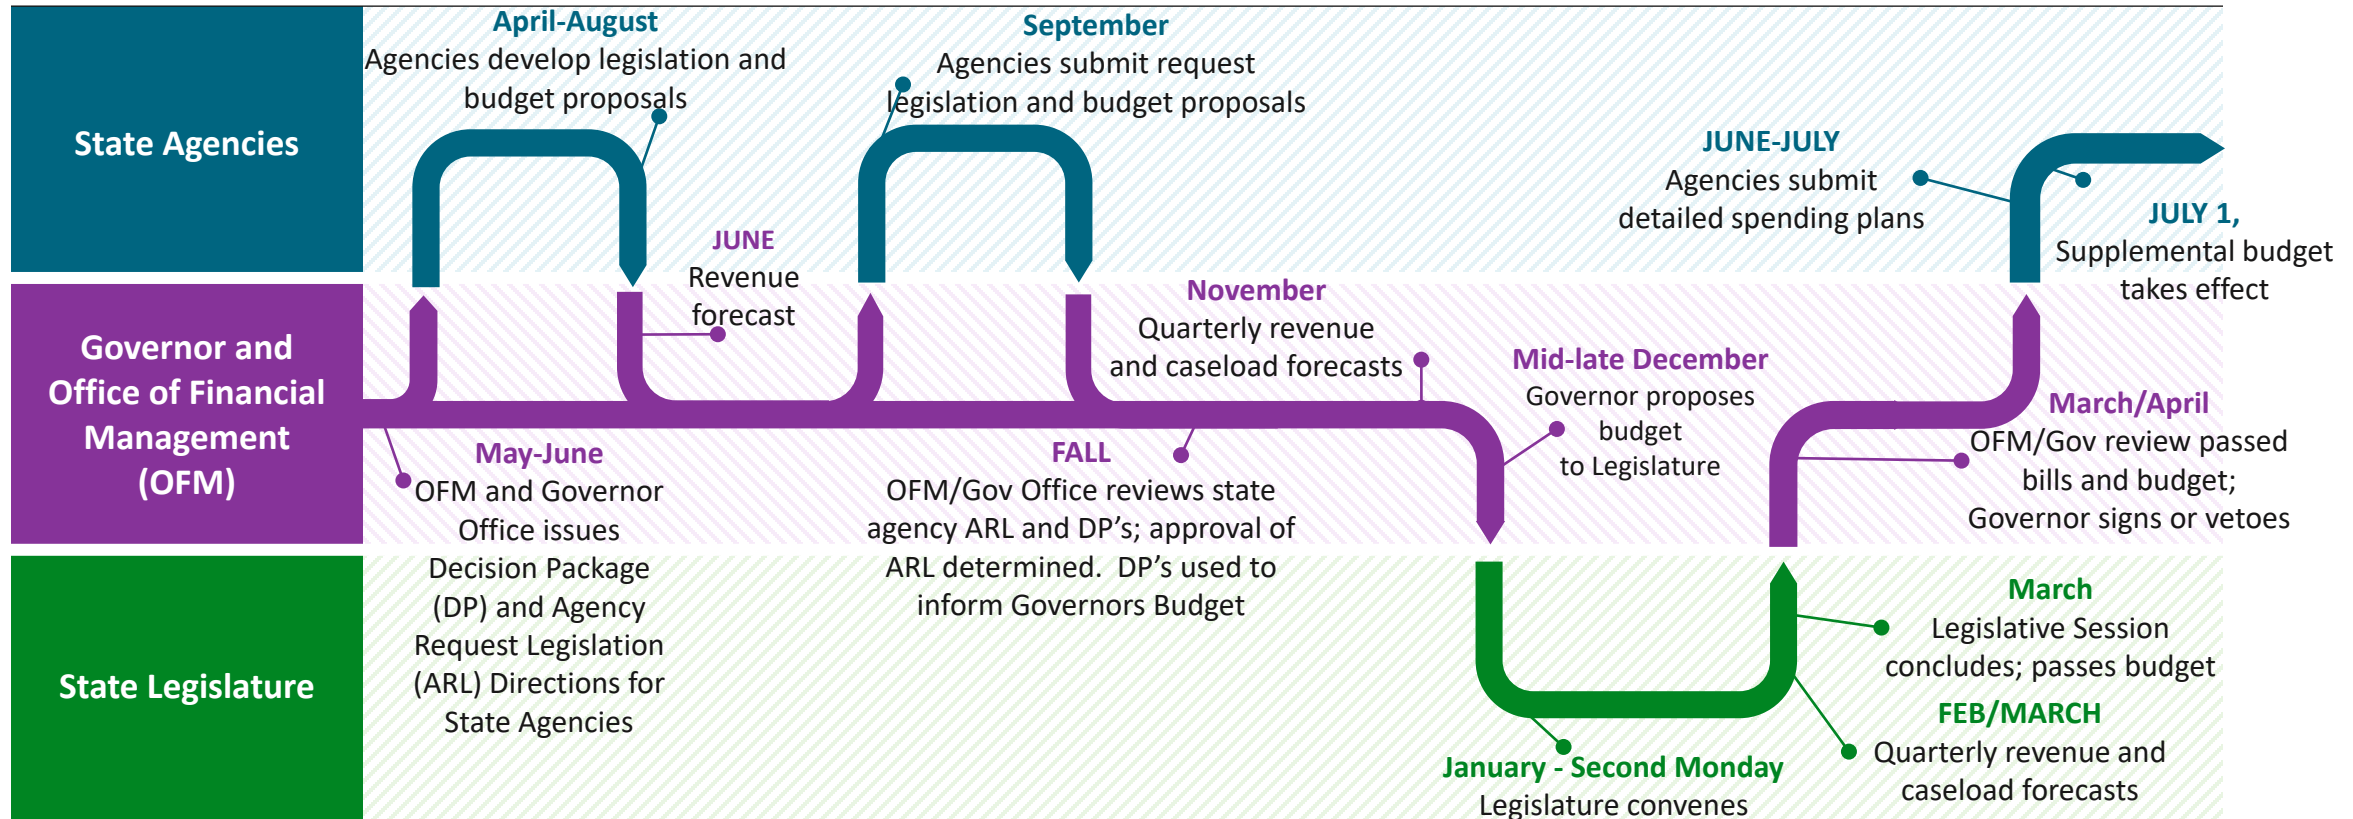 State Agencies
April-August
Agencies develop legislation and
budget proposals
September
Agencies submit request
legislation and budget proposals
JUNE-JULY
Agencies submit
detailed spending plans
JULY 1,
Supplemental budget
takes effect
Governor and
Office of Financial
Management
(OFM)
May-June
OFM and Governor
Office issues
Decision Package
(DP) and Agency
Request Legislation
(ARL) Directions for
State Agencies
JUNE
Revenue
forecast
FALL
OFM/Gov Office reviews state
agency ARL and DP’s; approval of
ARL determined.  DP’s used to
inform Governors Budget
November
Quarterly revenue
and caseload forecasts
Mid-late December
Governor proposes
budget
to Legislature
March/April
OFM/Gov review passed
bills and budget;
Governor signs or vetoes
State Legislature
January - Second Monday
Legislature convenes
March
Legislative Session
concludes; passes budget
FEB/MARCH
Quarterly revenue and
caseload forecasts